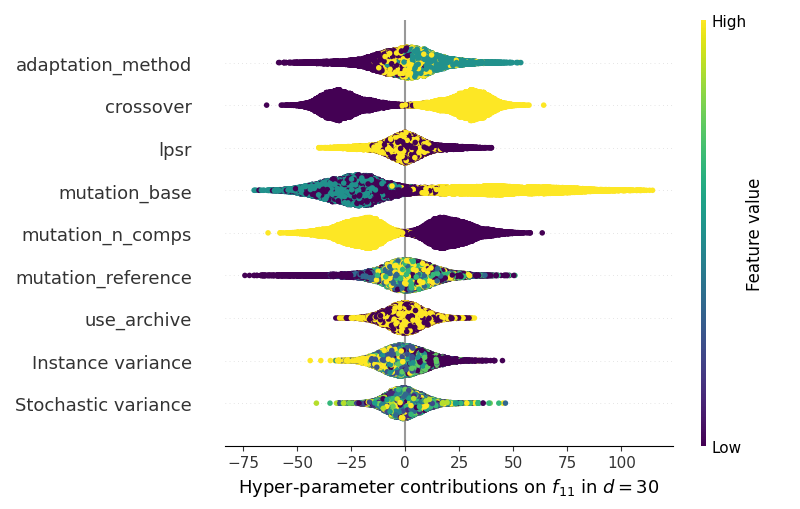 High
adaptation_method
crossover
lpsr
mutation_base
mutation_n_comps
mutation_reference
use_archive
Instance variance
Stochastic variance
Feature value
Low
−75 −50 −25 0 25 50 75 100
Hyper-parameter contributions on f₁₁ in d = 30